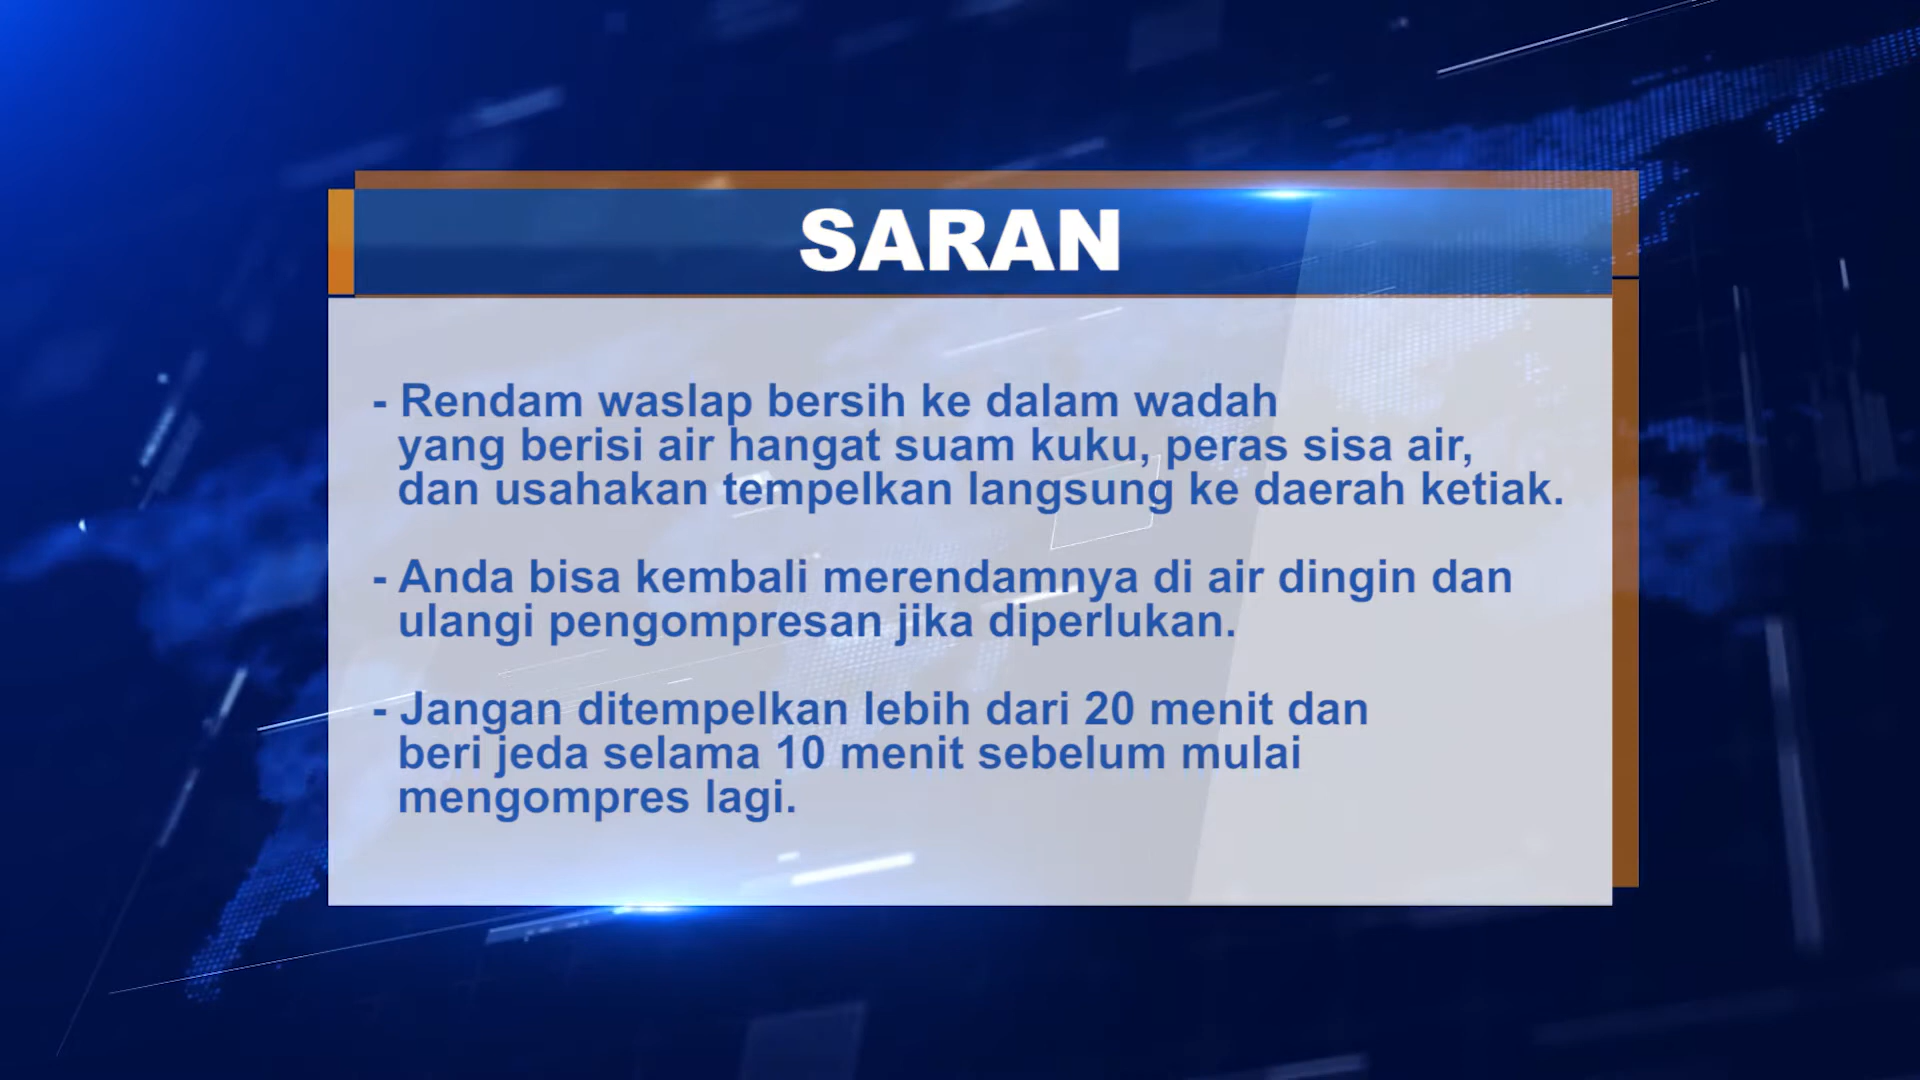 SARAN
- Rendam waslap bersih ke dalam wadah
yang berisi air hangat suam kuku, peras sisa air,
dan usahakan tempelkan langsung ke daerah ketiak.
- Anda bisa kembali merendamnya di air dingin dan
ulangi pengompresan jika diperlukan.
- Jangan ditempelkan lebih dari 20 menit dan
beri jeda selama 10 menit sebelum mulai
mengompres lagi.